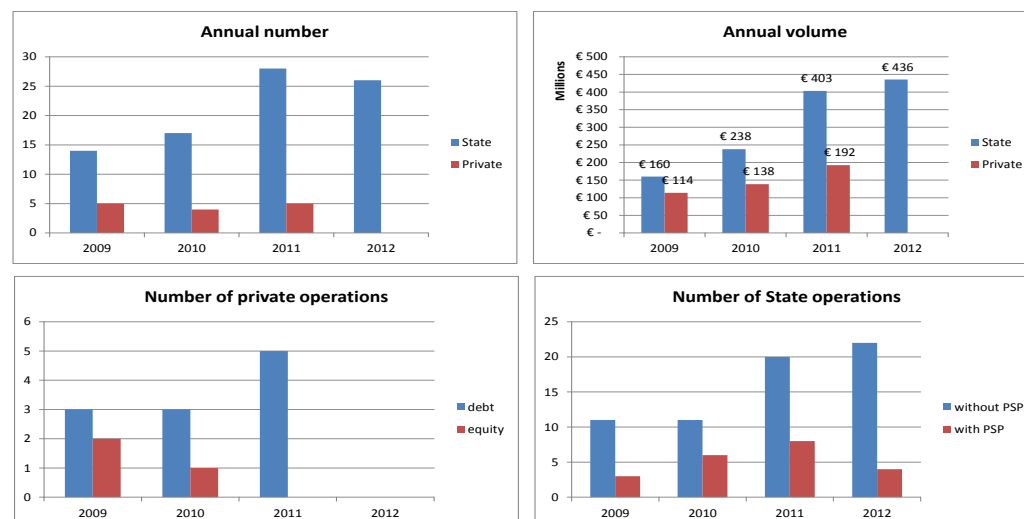 Annual number
30
25
20
15
10
5
0
2009 2010 2011 2012
State
Private
Annual volume
Millions
€ 500
€ 450
€ 400
€ 350
€ 300
€ 250
€ 200
€ 150
€ 100
€ 50
€ -
€ 160
€ 114
€ 238
€ 138
€ 403
€ 192
€ 436
2009 2010 2011 2012
State
Private
Number of private operations
6
5
4
3
2
1
0
2009 2010 2011 2012
debt
equity
Number of State operations
25
20
15
10
5
0
2009 2010 2011 2012
without PSP
with PSP